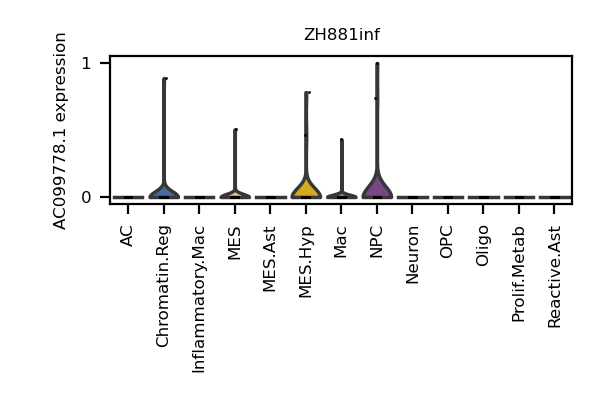 ZH881inf
AC099778.1 expression
1
0
AC
Chromatin.Reg
Inflammatory.Mac
MES
MES.Ast
MES.Hyp
Mac
NPC
Neuron
OPC
Oligo
Prolif.Metab
Reactive.Ast